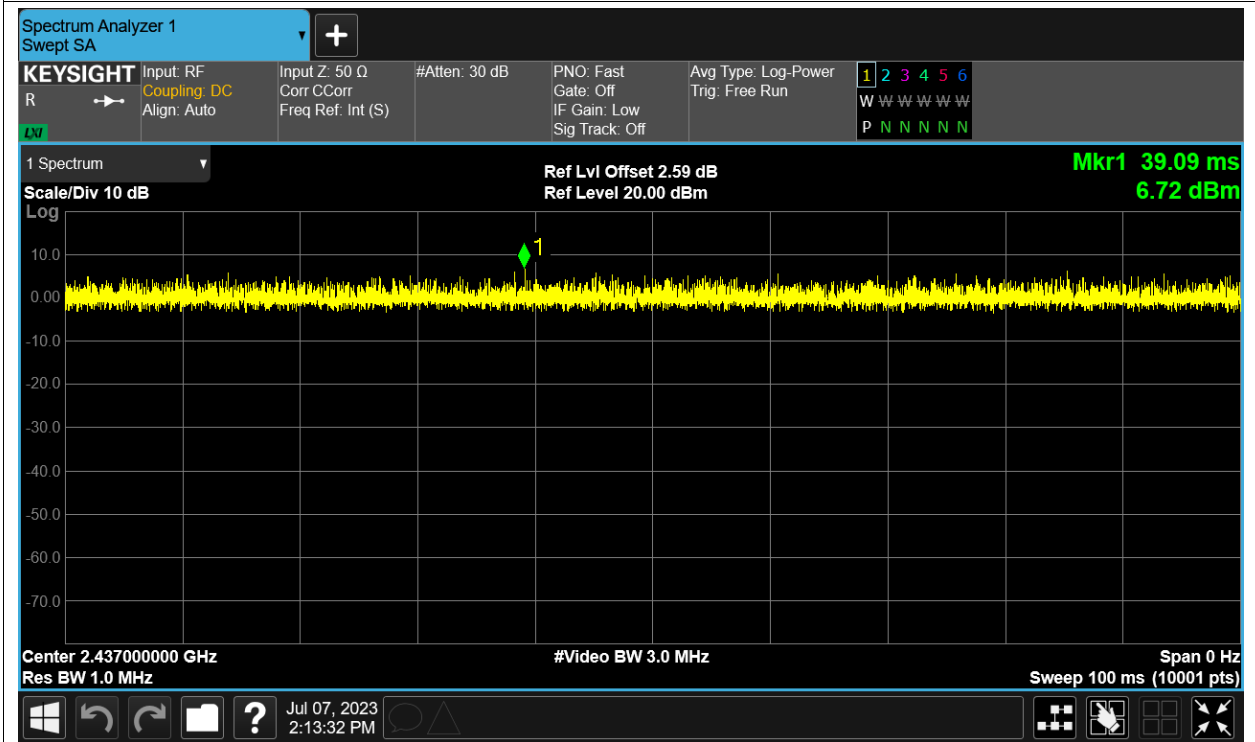 Spectrum Analyzer 1
Swept SA
KEYSIGHT Input: RF Input Z: 50 Ω #Atten: 30 dB PNO: Fast Avg Type: Log-Power 1 2 3 4 5 6
R Coupling: DC Corr CCorr Gate: Off Trig: Free Run W W W W W W
Align: Auto Freq Ref: Int (S) IF Gain: Low
LXI Sig Track: Off P N N N N N
1 Spectrum Ref Lvl Offset 2.59 dB Mkr1 39.09 ms
Scale/Div 10 dB Ref Level 20.00 dBm 6.72 dBm
Log
1
10.0
0.00
-10.0
-20.0
-30.0
-40.0
-50.0
-60.0
-70.0
Center 2.437000000 GHz #Video BW 3.0 MHz Span 0 Hz
Res BW 1.0 MHz Sweep 100 ms (10001 pts)
? Jul 07, 2023
2:13:32 PM